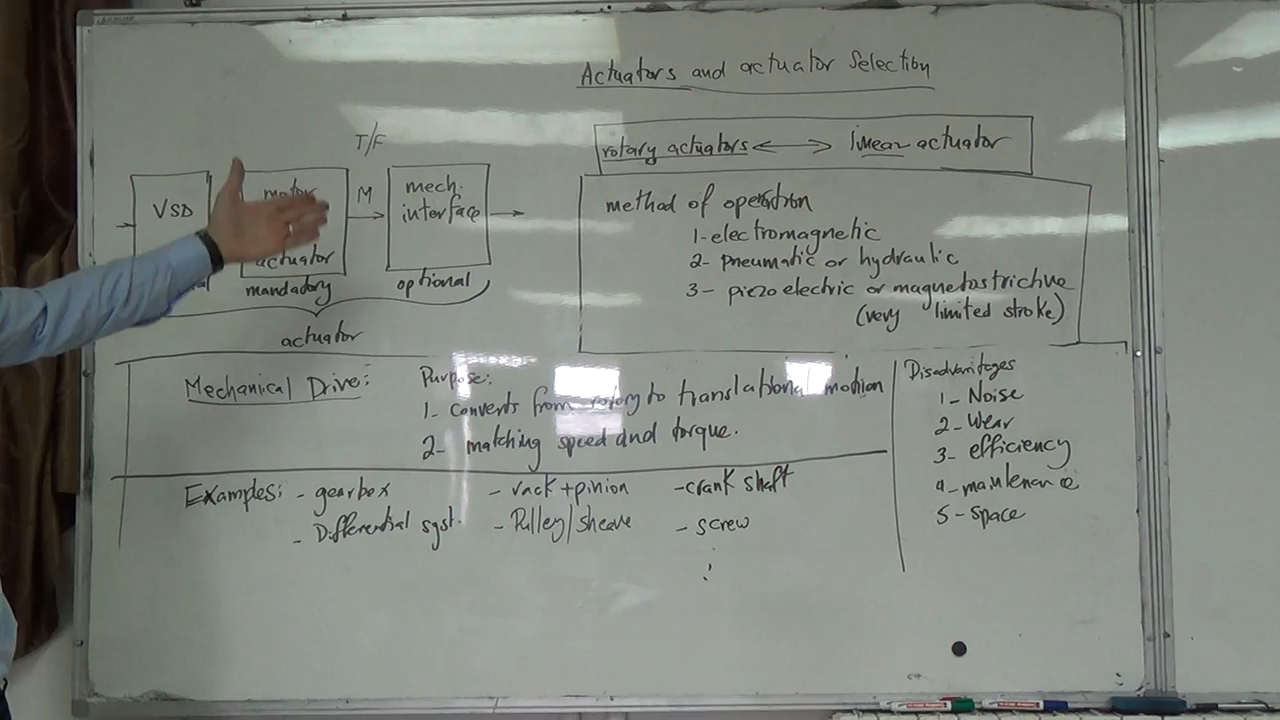 Actuators and actuator Selection
T/F
VSD
motor
actuator
mandatory
M
mech.
interface
optional
actuator
rotary actuators <-> linear actuator
method of operation
1- electromagnetic
2- pneumatic or hydraulic
3- piezo electric or magnetostrictive
(very limited stroke)
Mechanical Drive:
Purpose:
1- converts from rotary to translational motion
2- matching speed and torque.
Disadvantages
1- Noise
2- Wear
3- efficiency
4- maintenance
5- space
Examples: - gearbox - rack + pinion - crank shaft
- Differential syst. - Pulley/sheave - screw